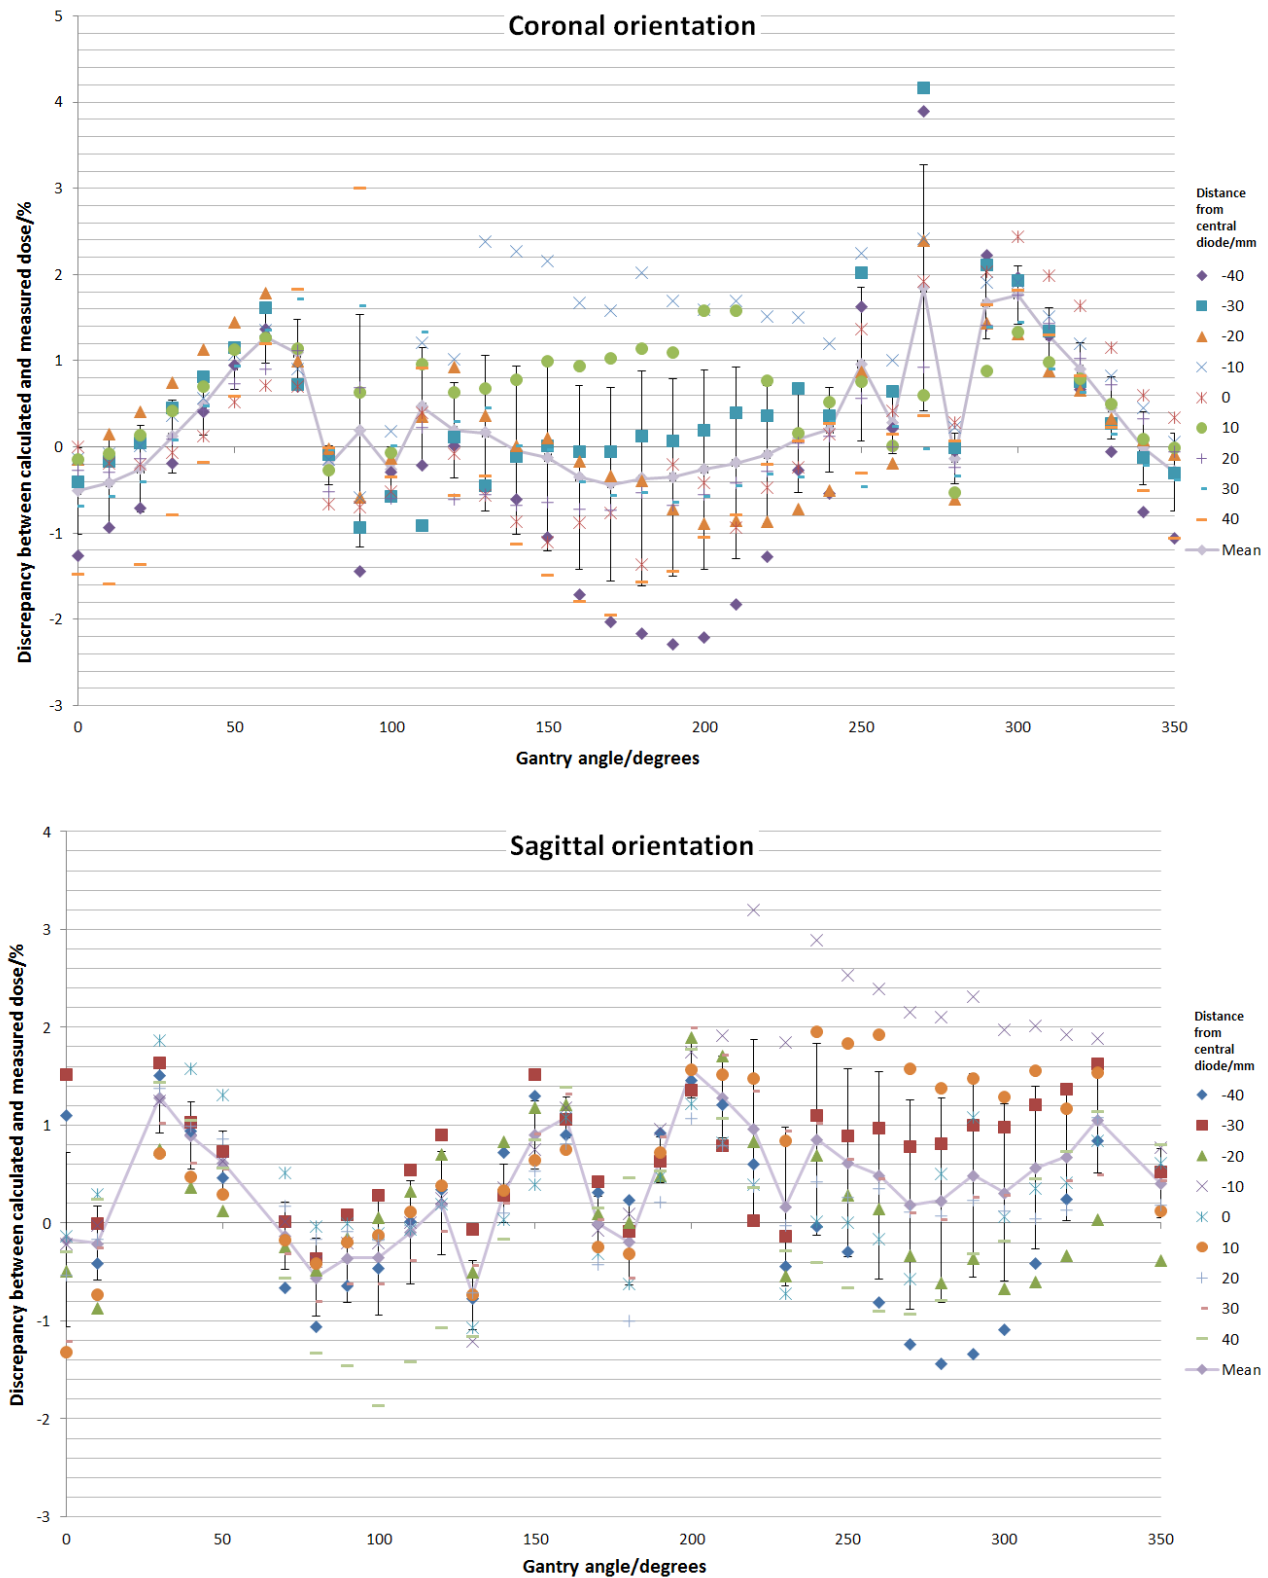 Coronal orientation
Discrepancy between calculated and measured dose/%
5
4
3
2
1
0
-1
-2
-3
0 50 100 150 200 250 300 350
Gantry angle/degrees
Distance
from
central
diode/mm
-40
-30
-20
-10
0
10
20
30
40
Mean
Sagittal orientation
Discrepancy between calculated and measured dose/%
4
3
2
1
0
-1
-2
-3
0 50 100 150 200 250 300 350
Gantry angle/degrees
Distance
from
central
diode/mm
-40
-30
-20
-10
0
10
20
30
40
Mean